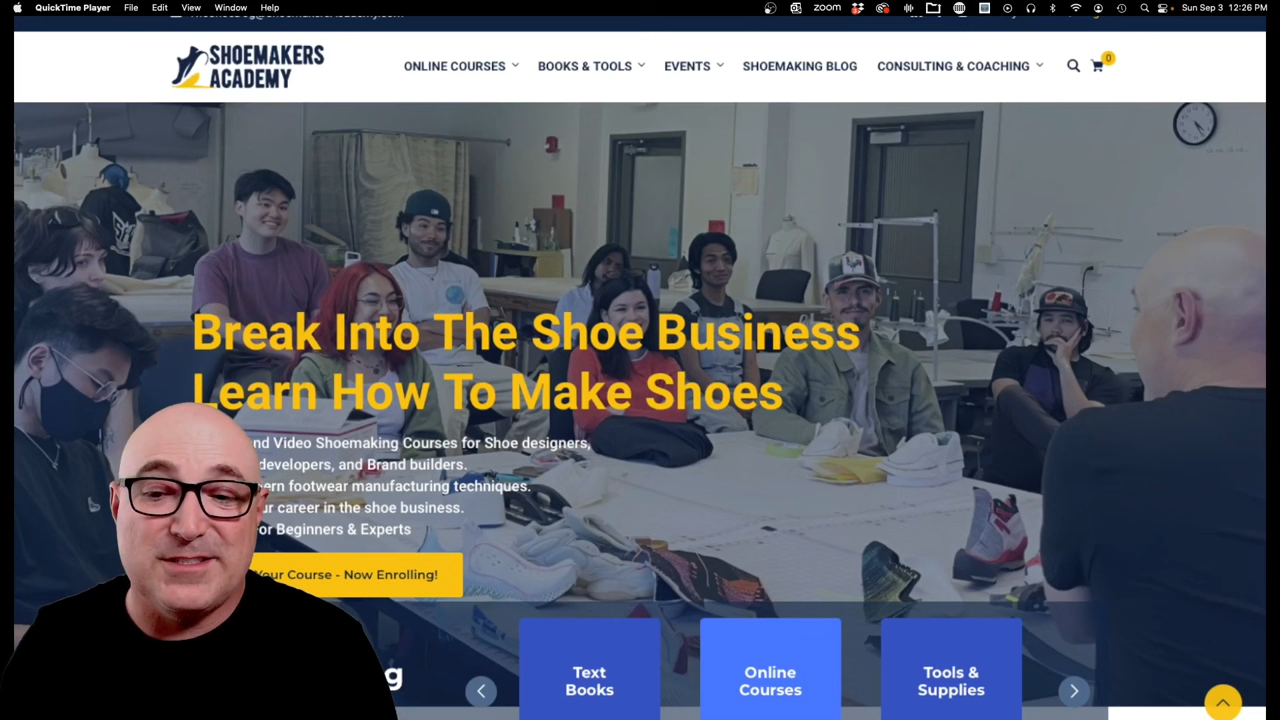 QuickTime Player File Edit View Window Help zoom Sun Sep 3 12:26 PM
SHOEMAKERS
ACADEMY
ONLINE COURSES BOOKS & TOOLS EVENTS SHOEMAKING BLOG CONSULTING & COACHING 0
Break Into The Shoe Business
Learn How To Make Shoes
nd Video Shoemaking Courses for Shoe designers,
developers, and Brand builders.
ern footwear manufacturing techniques.
ur career in the shoe business.
or Beginners & Experts
Your Course - Now Enrolling!
g
Text
Books
Online
Courses
Tools &
Supplies